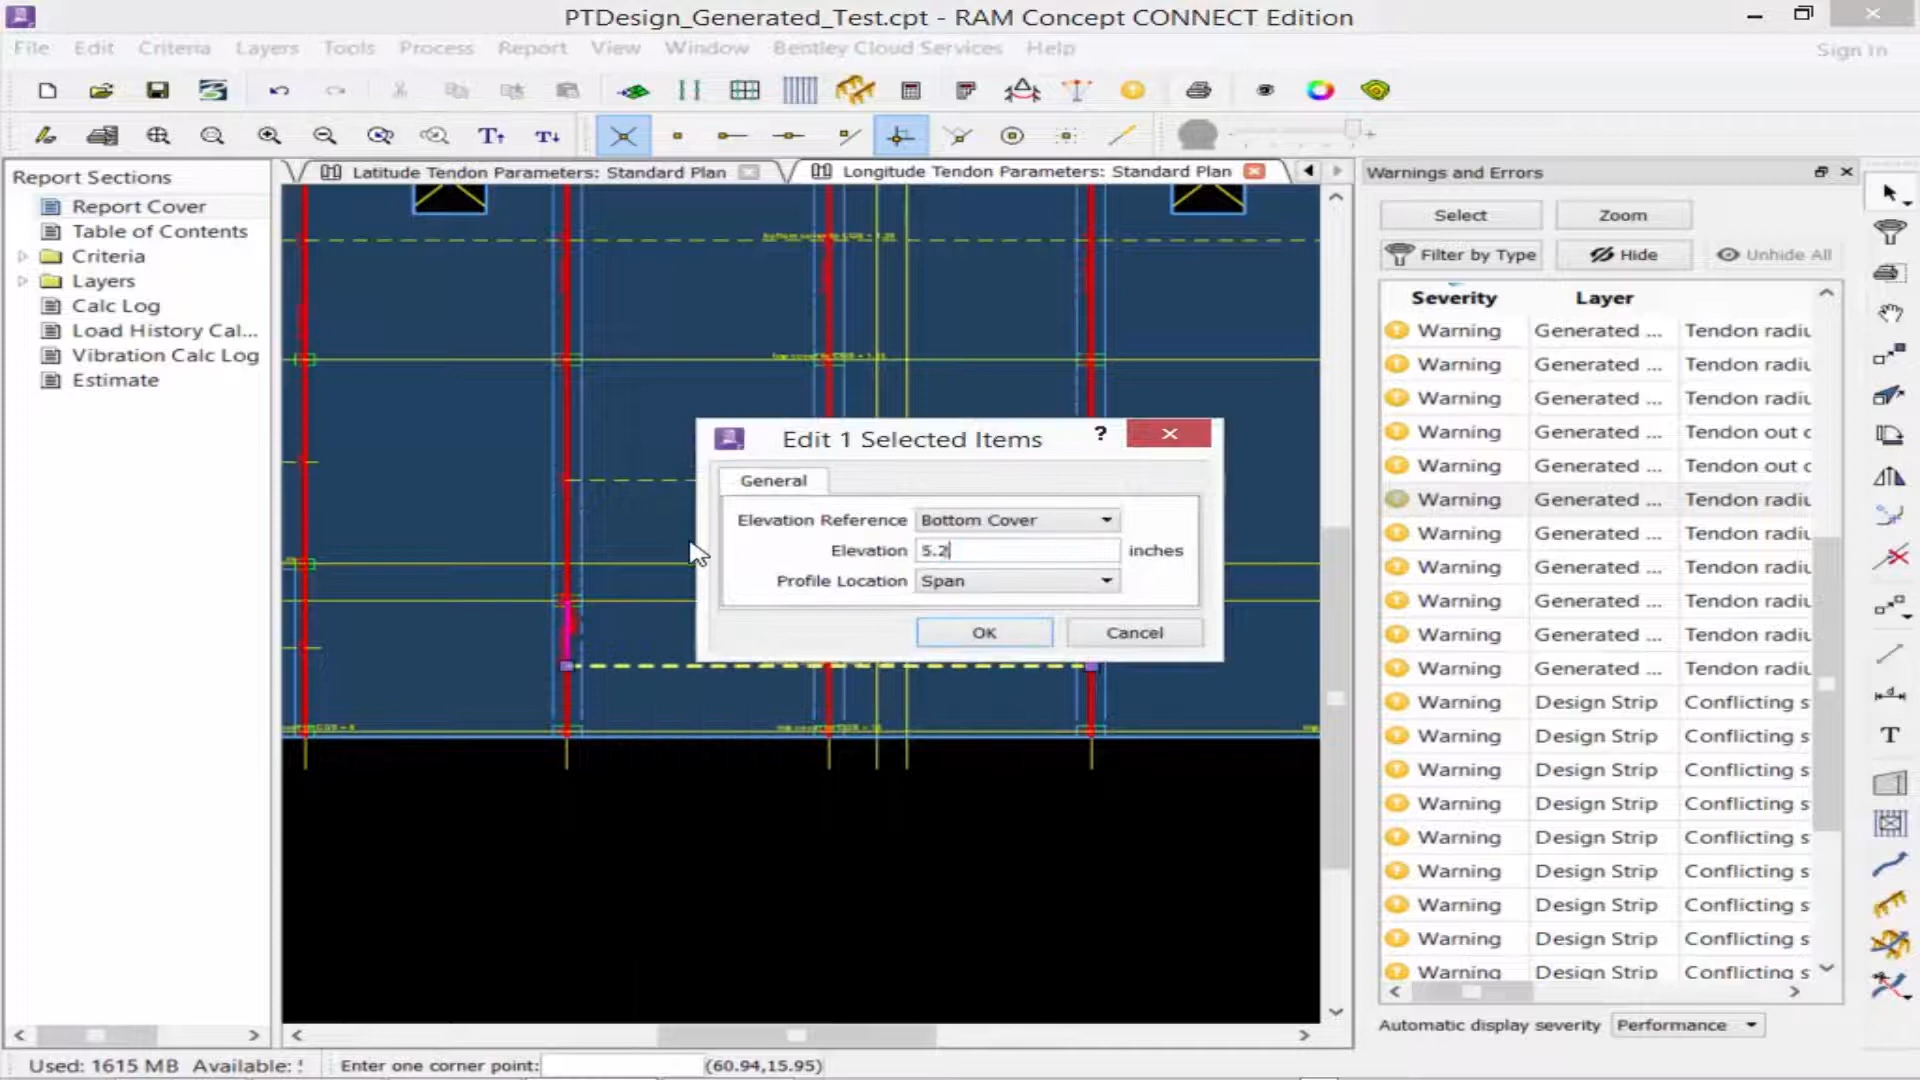 PTDesign_Generated_Test.cpt - RAM Concept CONNECT Edition
File Edit Criteria Layers Tools Process Report View Window Bentley Cloud Services Help Sign In
Report Sections
Report Cover
Table of Contents
Criteria
Layers
Calc Log
Load History Cal...
Vibration Calc Log
Estimate
Latitude Tendon Parameters: Standard Plan
Longitude Tendon Parameters: Standard Plan
Edit 1 Selected Items
?
General
Elevation Reference Bottom Cover
Elevation 5.2 inches
Profile Location Span
OK Cancel
Warnings and Errors
Select Zoom
Filter by Type Hide Unhide All
Severity Layer
Warning Generated ... Tendon radiu
Warning Generated ... Tendon radiu
Warning Generated ... Tendon radiu
Warning Generated ... Tendon out o
Warning Generated ... Tendon out o
Warning Generated ... Tendon radiu
Warning Generated ... Tendon radiu
Warning Generated ... Tendon radiu
Warning Generated ... Tendon radiu
Warning Generated ... Tendon radiu
Warning Generated ... Tendon radiu
Warning Design Strip Conflicting s
Warning Design Strip Conflicting s
Warning Design Strip Conflicting s
Warning Design Strip Conflicting s
Warning Design Strip Conflicting s
Warning Design Strip Conflicting s
Warning Design Strip Conflicting s
Warning Design Strip Conflicting s
Warning Design Strip Conflicting s
Automatic display severity Performance
Used: 1615 MB Available:
Enter one corner point: (60.94,15.95)